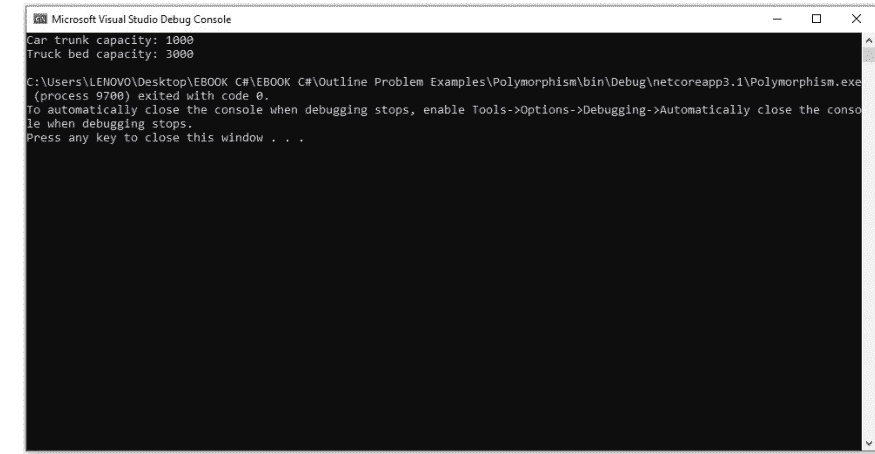 Microsoft Visual Studio Debug Console
Car trunk capacity: 1000
Truck bed capacity: 3000
C:\Users\LENOVO\Desktop\EBOOK C#\EBOOK C#\Outline Problem Examples\Polymorphism\bin\Debug\netcoreapp3.1\Polymorphism.exe
(process 9700) exited with code 0.
To automatically close the console when debugging stops, enable Tools->Options->Debugging->Automatically close the conso
le when debugging stops.
Press any key to close this window . . .